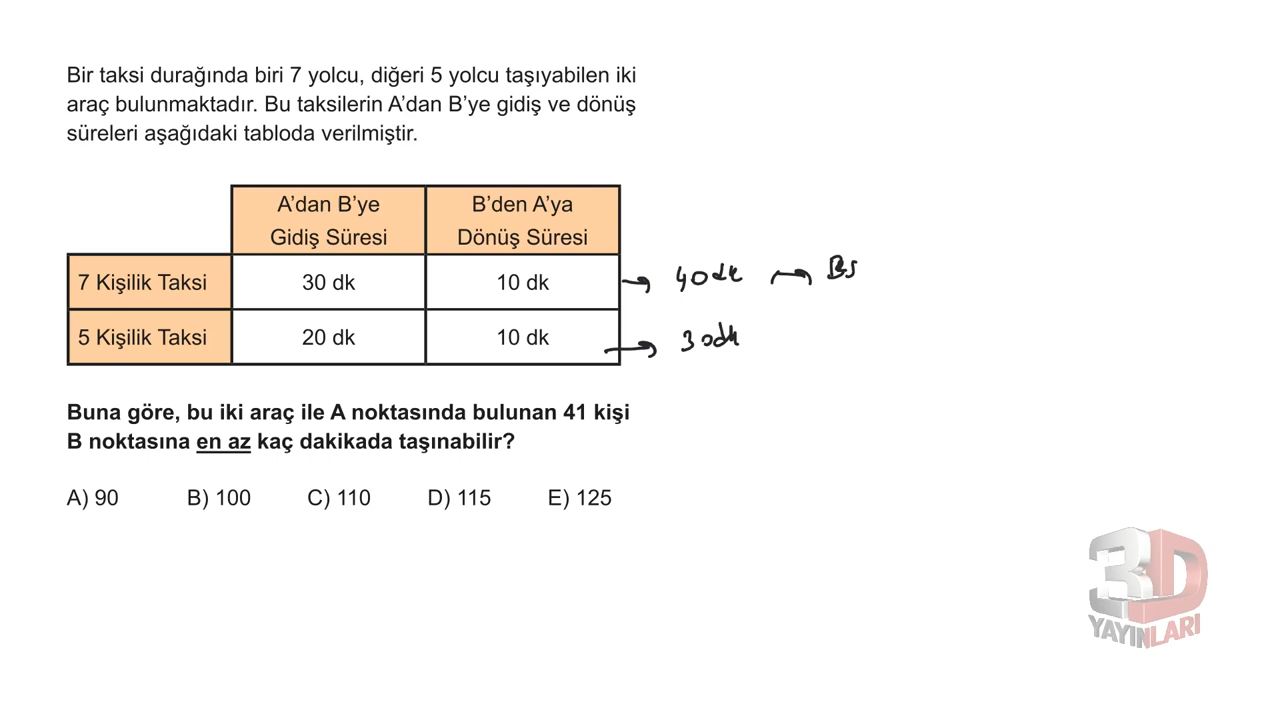 Bir taksi durağında biri 7 yolcu, diğeri 5 yolcu taşıyabilen iki
araç bulunmaktadır. Bu taksilerin A’dan B’ye gidiş ve dönüş
süreleri aşağıdaki tabloda verilmiştir.
A’dan B’ye
Gidiş Süresi
B’den A’ya
Dönüş Süresi
7 Kişilik Taksi 30 dk 10 dk → 40dk →
5 Kişilik Taksi 20 dk 10 dk → 30dk
Buna göre, bu iki araç ile A noktasında bulunan 41 kişi
B noktasına en az kaç dakikada taşınabilir?
A) 90 B) 100 C) 110 D) 115 E) 125
3D
YAYINLARI